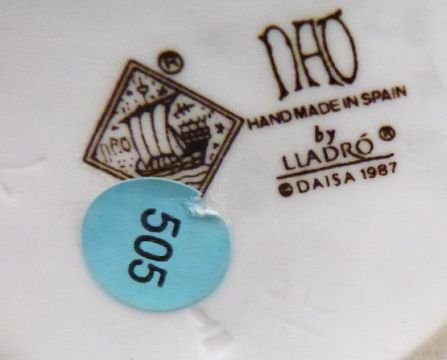 ®
NAO
HAND MADE IN SPAIN
by
LLADRÓ ®
© DAISA 1987
NAO
505